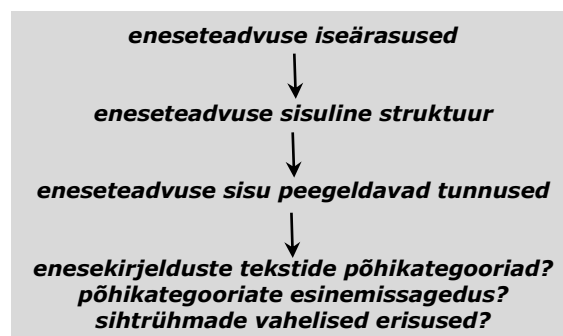 eneseteadvuse iseärasused
eneseteadvuse sisuline struktuur
eneseteadvuse sisu peegeldavad tunnused
enesekirjelduste tekstide põhikategooriad?
põhikategooriate esinemissagedus?
sihtrühmade vahelised erisused?